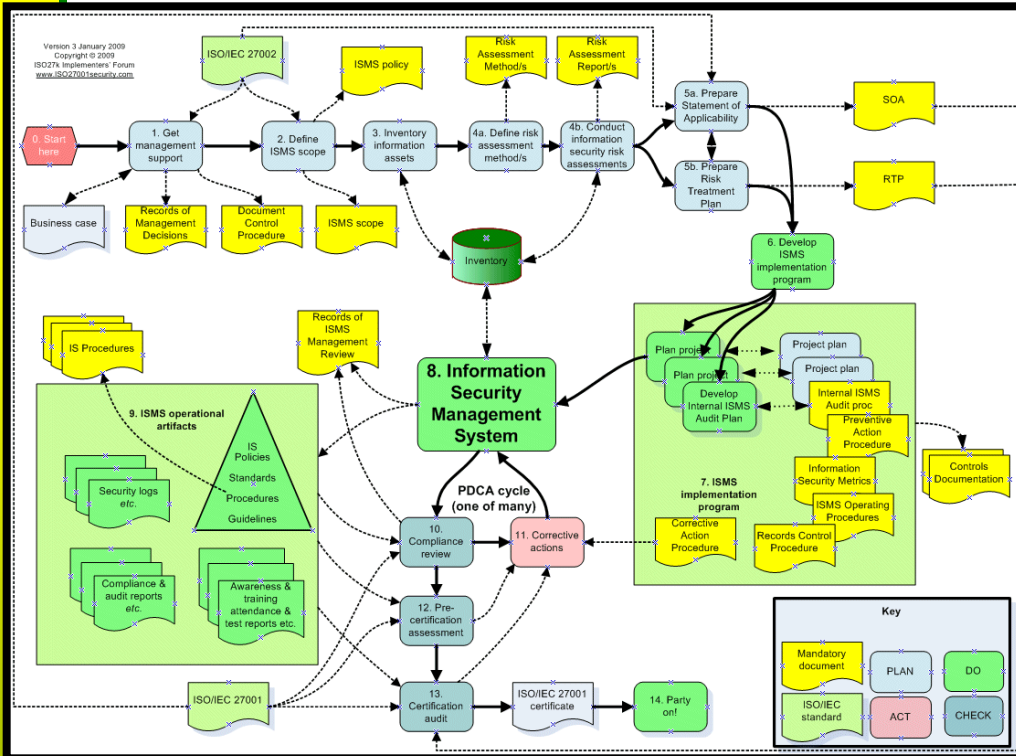 Version 3 January 2009
Copyright © 2009
ISO27k Implementers' Forum
www.ISO27001security.com
ISO/IEC 27002
ISMS policy
Risk
Assessment
Method/s
Risk
Assessment
Report/s
0. Start
here
1. Get
management
support
2. Define
ISMS scope
3. Inventory
information
assets
4a. Define risk
assessment
method/s
4b. Conduct
information
security risk
assessments
5a. Prepare
Statement of
Applicability
SOA
5b. Prepare
Risk
Treatment
Plan
RTP
Business case
Records of
Management
Decisions
Document
Control
Procedure
ISMS scope
Inventory
6. Develop
ISMS
implementation
program
IS Procedures
Records of
ISMS
Management
Review
8. Information
Security
Management
System
Plan project
Plan project
Develop
Internal ISMS
Audit Plan
Project plan
Project plan
Internal ISMS
Audit proc
Preventive
Action
Procedure
Information
Security Metrics
ISMS Operating
Procedures
Records Control
Procedure
Corrective
Action
Procedure
7. ISMS
implementation
program
Controls
Documentation
9. ISMS operational
artifacts
IS
Policies
Standards
Procedures
Guidelines
Security logs
etc.
Compliance &
audit reports
etc.
Awareness &
training
attendance &
test reports etc.
PDCA cycle
(one of many)
10.
Compliance
review
11. Corrective
actions
12. Pre-
certification
assessment
ISO/IEC 27001
13.
Certification
audit
ISO/IEC 27001
certificate
14. Party
on!
Key
Mandatory
document
PLAN
DO
ISO/IEC
standard
ACT
CHECK